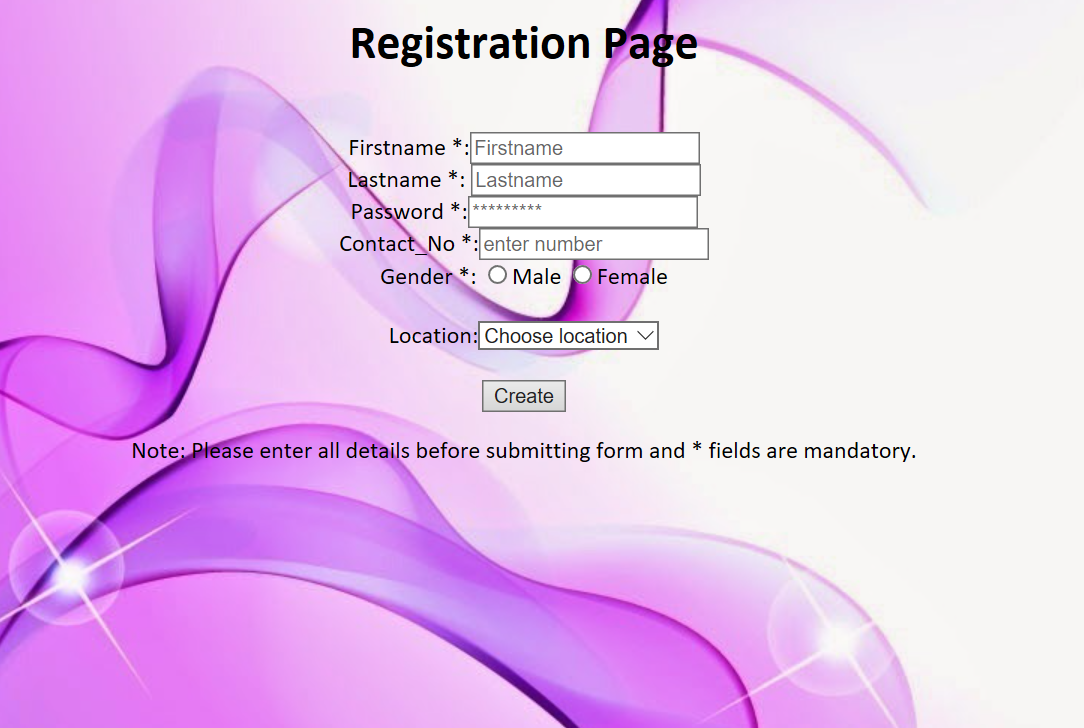 Registration Page
Firstname *: Firstname
Lastname *: Lastname
Password *: *********
Contact_No *: enter number
Gender *: Male Female
Location: Choose location
Create
Note: Please enter all details before submitting form and * fields are mandatory.